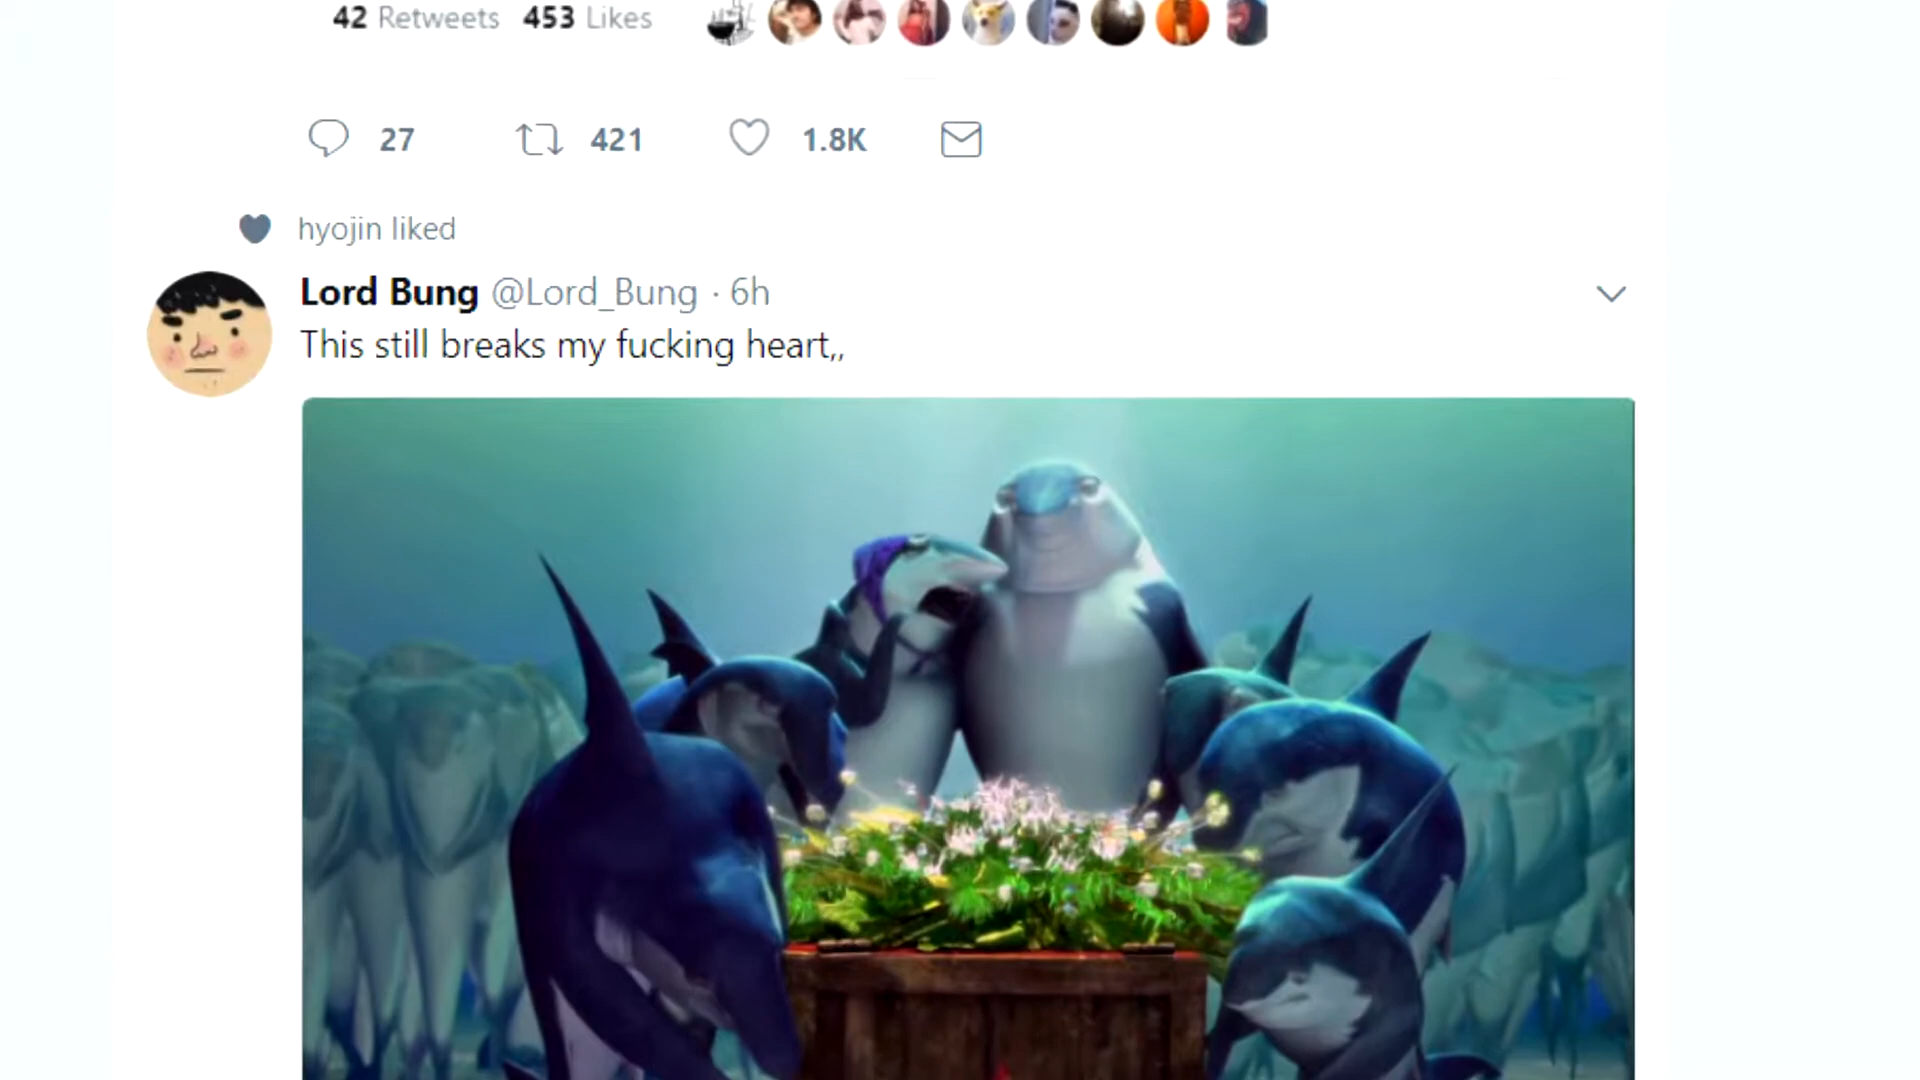 42 Retweets 453 Likes
27 421 1.8K
hyojin liked
Lord Bung @Lord_Bung · 6h
This still breaks my fucking heart,,